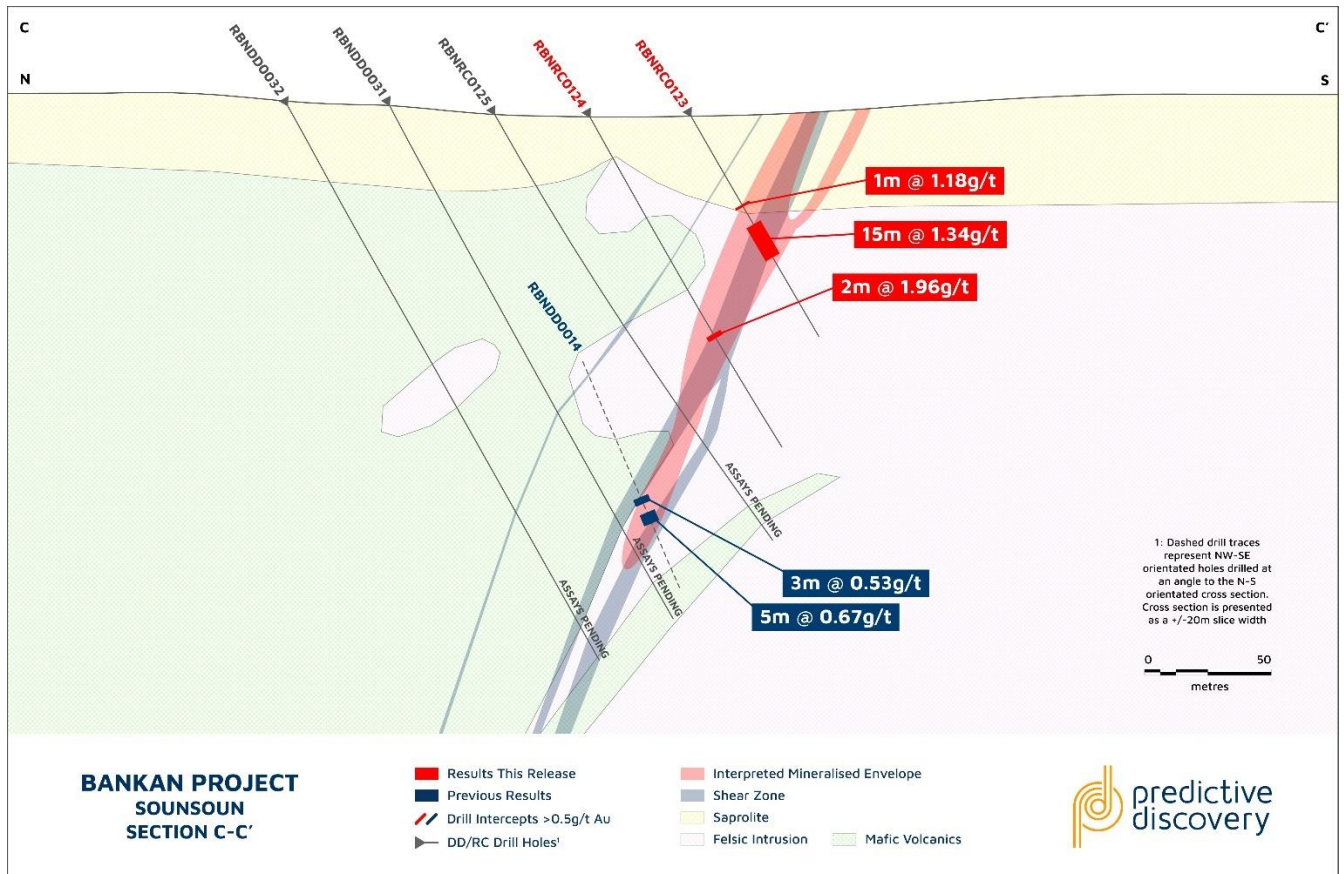 C
C'
N
S
RBNDD0032
RBNDD0031
RBNRC0125
RBNRC0124
RBNRC0123
1m @ 1.18g/t
15m @ 1.34g/t
2m @ 1.96g/t
RBNDD0014
ASSAYS PENDING
ASSAYS PENDING
ASSAYS PENDING
3m @ 0.53g/t
5m @ 0.67g/t
1: Dashed drill traces
represent NW-SE
orientated holes drilled at
an angle to the N-S
orientated cross section.
Cross section is presented
as a +/-20m slice width
0 50
metres
BANKAN PROJECT
SOUNSOUN
SECTION C-C'
Results This Release
Previous Results
Drill Intercepts >0.5g/t Au
DD/RC Drill Holes¹
Interpreted Mineralised Envelope
Shear Zone
Saprolite
Felsic Intrusion
Mafic Volcanics
predictive
discovery